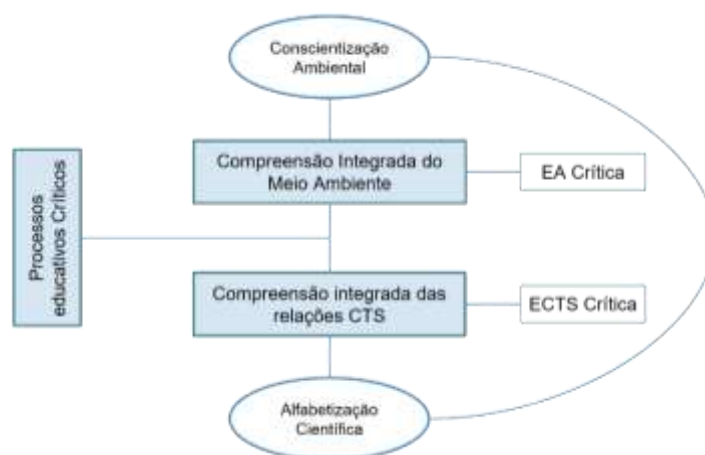 Conscientização
Ambiental
Compreensão Integrada do
Meio Ambiente
EA Crítica
Processos
educativos Críticos
Compreensão integrada das
relações CTS
ECTS Crítica
Alfabetização
Científica